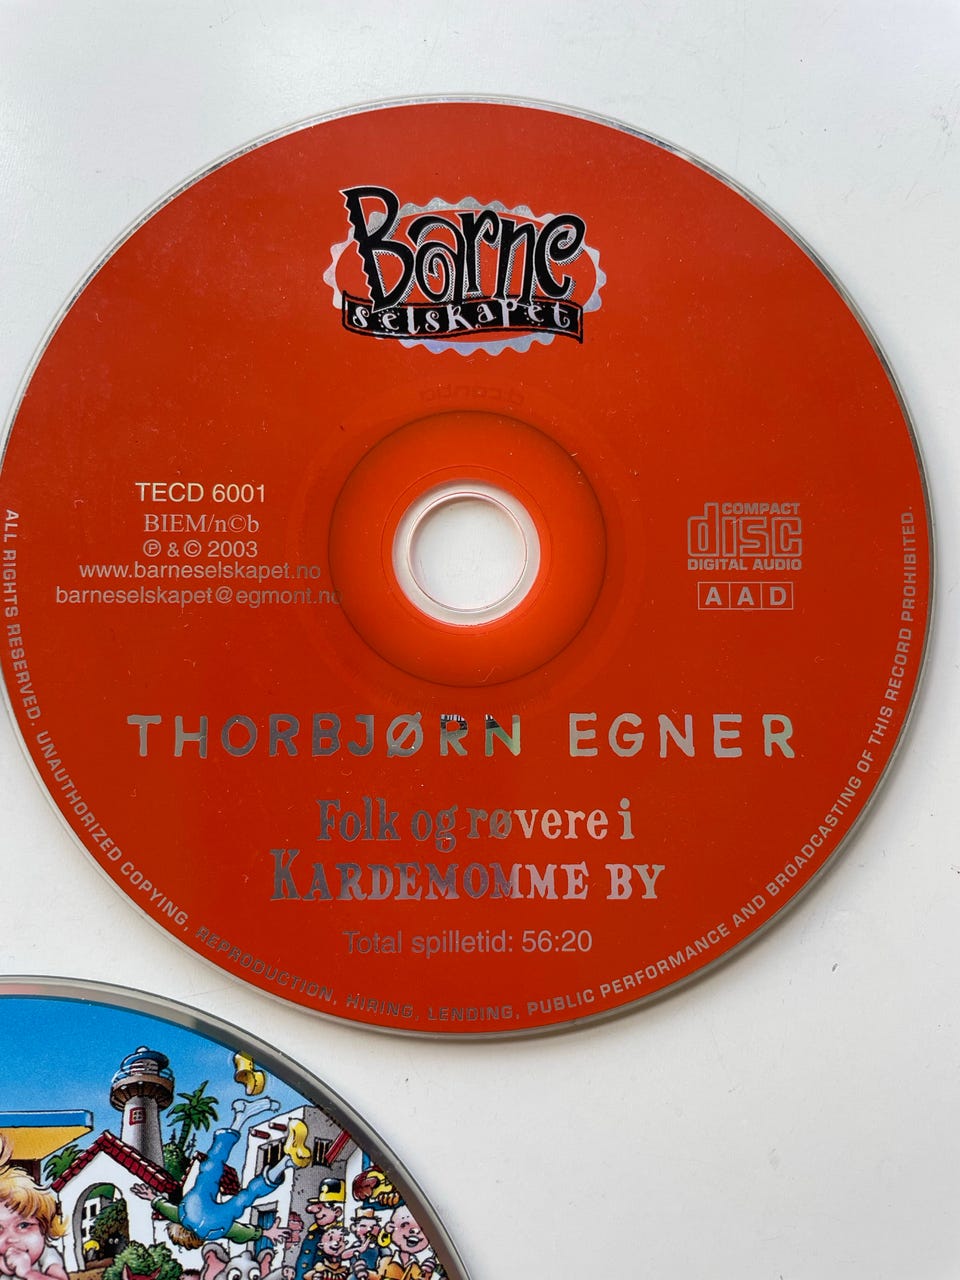 Barne
selskapet
TECD 6001
BIEM/n©b
℗ & © 2003
www.barneselskapet.no
barneselskapet@egmont.no
COMPACT
disc
DIGITAL AUDIO
A A D
THORBJØRN EGNER
Folk og røvere i
KARDEMOMME BY
Total spilletid: 56:20
ALL RIGHTS RESERVED. UNAUTHORIZED COPYING, REPRODUCTION, HIRING, LENDING, PUBLIC PERFORMANCE AND BROADCASTING OF THIS RECORD PROHIBITED.